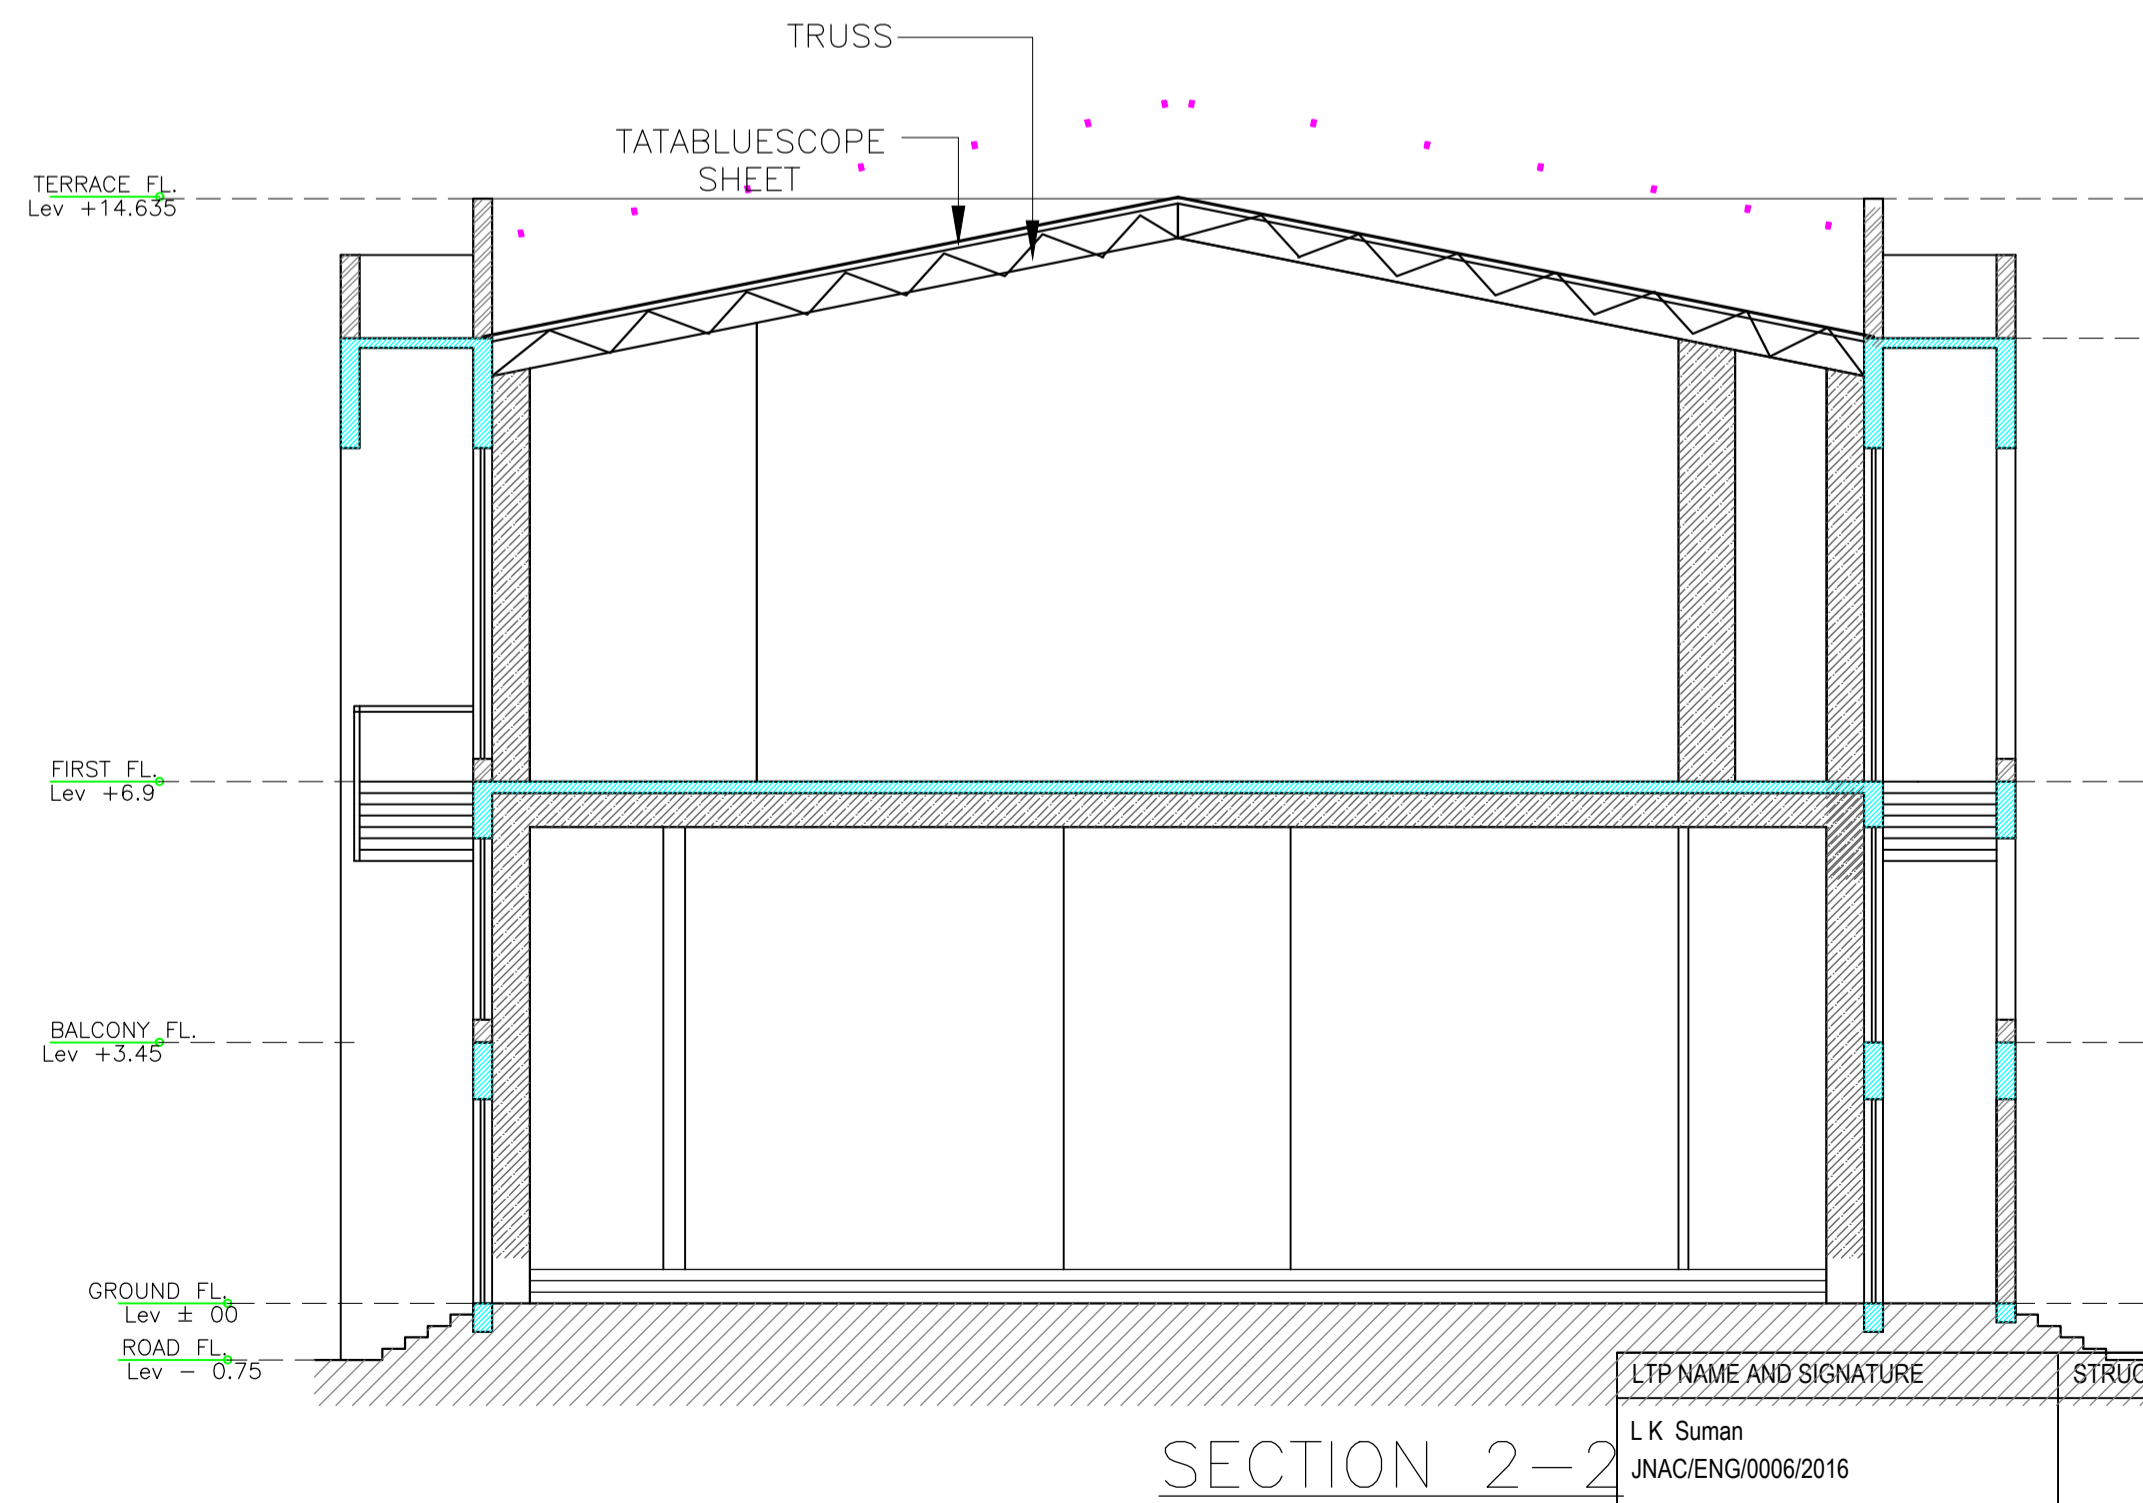 TRUSS
TATABLUESCOPE
SHEET
TERRACE FL.
Lev +14.635
FIRST FL.
Lev +6.9
BALCONY FL.
Lev +3.45
GROUND FL.
Lev ± 00
ROAD FL.
Lev - 0.75
LTP NAME AND SIGNATURE
STRUC
L K Suman
JNAC/ENG/0006/2016
SECTION 2-2